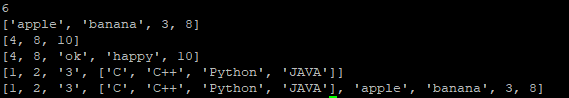 6
['apple', 'banana', 3, 8]
[4, 8, 10]
[4, 8, 'ok', 'happy', 10]
[1, 2, '3', ['C', 'C++', 'Python', 'JAVA']]
[1, 2, '3', ['C', 'C++', 'Python', 'JAVA'], 'apple', 'banana', 3, 8]